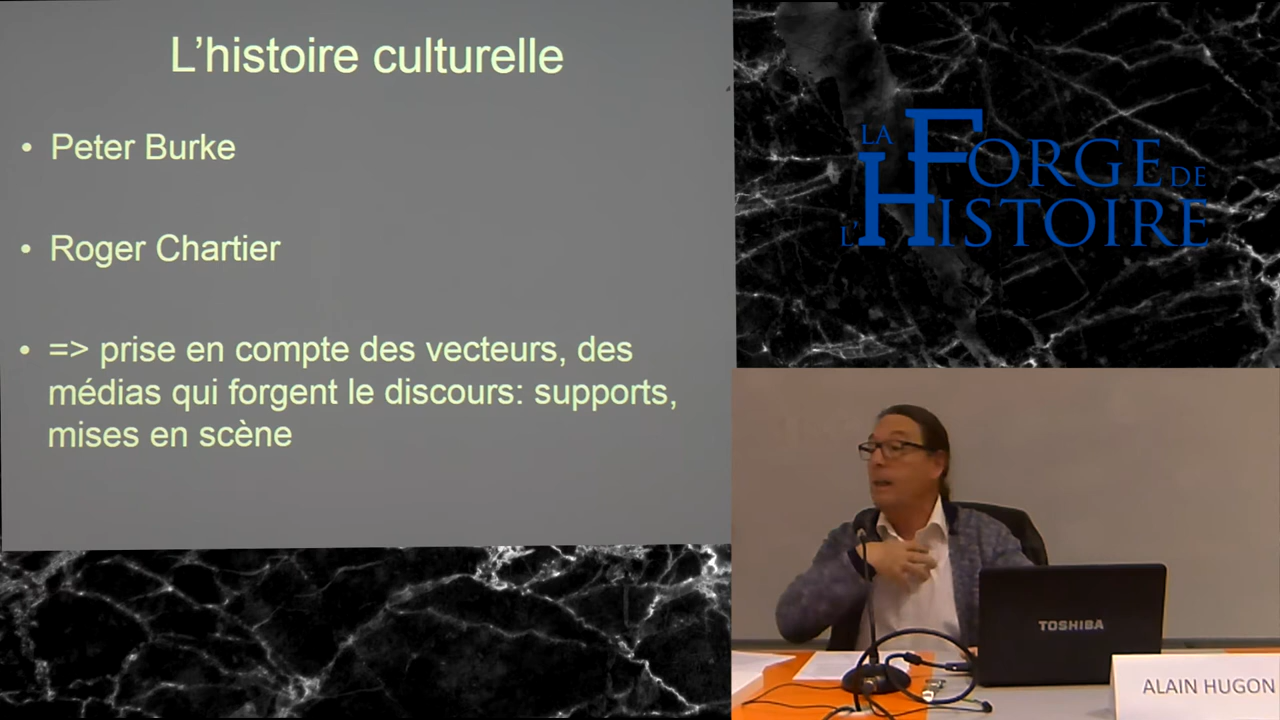 L'histoire culturelle
• Peter Burke
• Roger Chartier
• => prise en compte des vecteurs, des
médias qui forgent le discours: supports,
mises en scène
LA FORGE DE
L'HISTOIRE
TOSHIBA
ALAIN HUGON